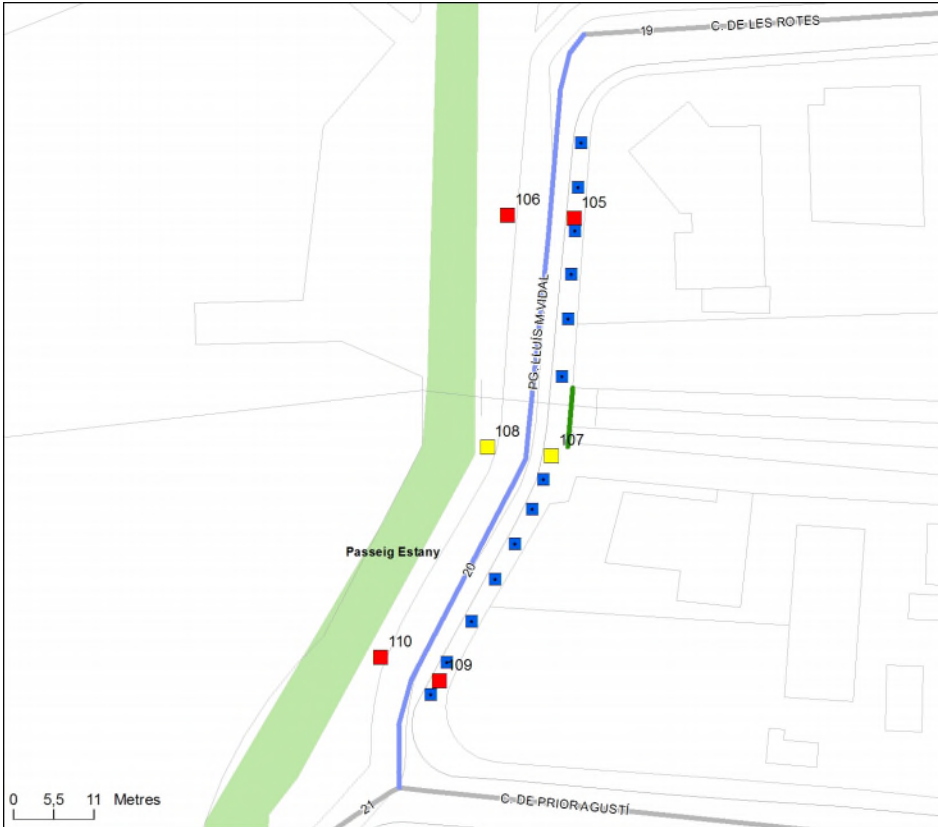 19
C. DE LES ROTES
106
105
PG. LLUÍS M.VIDAL
108
107
Passeig Estany
20
110
109
0 5,5 11 Metres
21
C. DE PRIOR AGUSTÍ